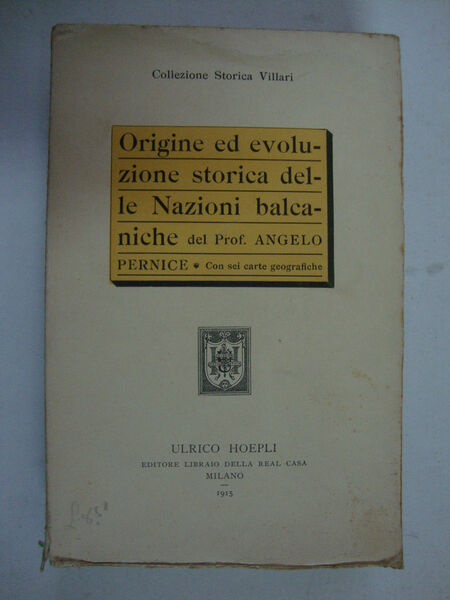 Collezione Storica Villari
Origine ed evolu-
zione storica del-
le Nazioni balca-
niche del Prof. ANGELO
PERNICE * Con sei carte geografiche
ULRICO HOEPLI
EDITORE LIBRAIO DELLA REAL CASA
MILANO
—
1915